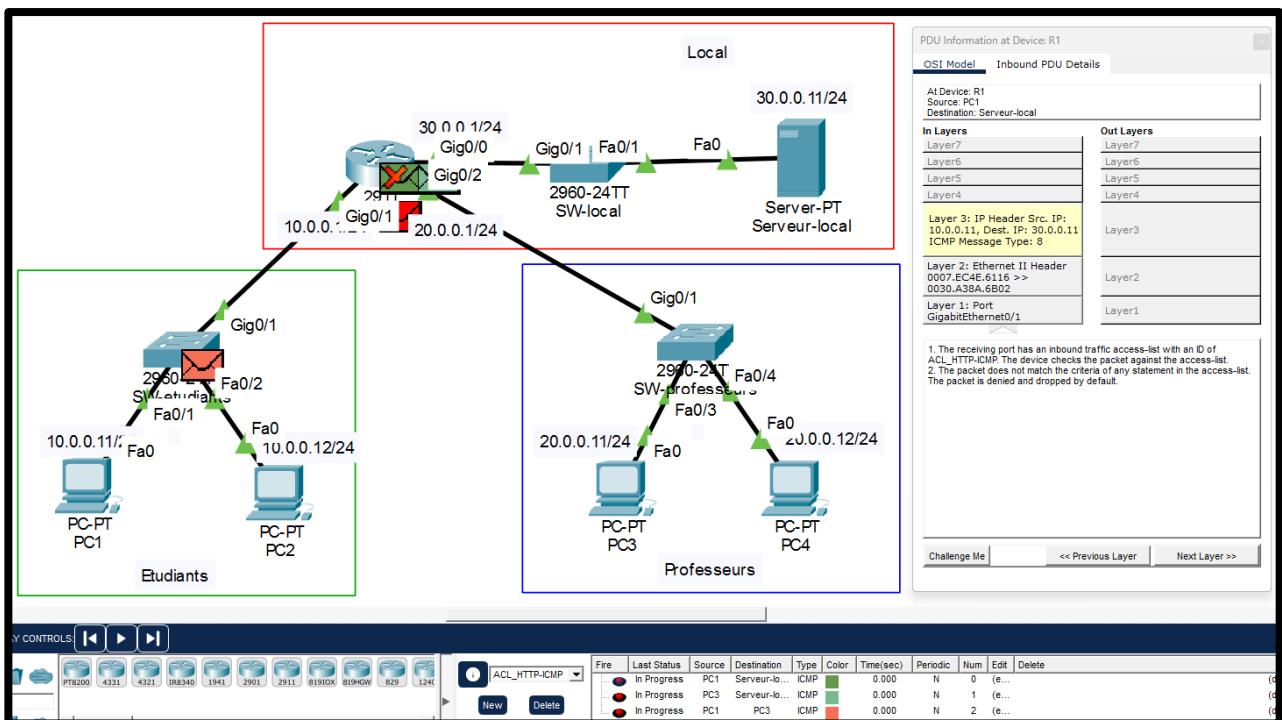 Local
30.0.0.11/24
30.0.0.1/24
Gig0/0
Gig0/1
Fa0/1
Fa0
Gig0/2
2960-24TT
SW-local
Server-PT
Serveur-local
Gig0/1
20.0.0.1/24
Gig0/1
Gig0/1
Fa0/2
Fa0/1
Fa0
10.0.0.12/24
Fa0
PC-PT
PC1
PC-PT
PC2
Etudiants
Fa0/4
SW-professeurs
Fa0/3
Fa0
20.0.0.11/24
20.0.0.12/24
Fa0
PC-PT
PC3
PC-PT
PC4
Professeurs
PDU Information at Device: R1
OSI Model Inbound PDU Details
At Device: R1
Source: PC1
Destination: Serveur-local
In Layers Out Layers
Layer7 Layer7
Layer6 Layer6
Layer5 Layer5
Layer4 Layer4
Layer 3: IP Header Src. IP:
10.0.0.11, Dest. IP: 30.0.0.11
ICMP Message Type: 8
Layer3
Layer 2: Ethernet II Header
0007.EC4E.6116 >>
0030.A38A.6B02
Layer2
Layer 1: Port
GigabitEthernet0/1
Layer1
1. The receiving port has an inbound traffic access-list with an ID of
ACL_HTTP-ICMP. The device checks the packet against the access-list.
2. The packet does not match the criteria of any statement in the access-list.
The packet is denied and dropped by default.
Challenge Me << Previous Layer Next Layer >>
CONTROLS:
PT8200 4331 4321 IR8340 1941 2901 2911 819IOX 819HGW 829
ACL_HTTP-ICMP
New Delete
Fire Last Status Source Destination Type Color Time(sec) Periodic Num Edit Delete
In Progress PC1 Serveur-lo... ICMP 0.000 N 0 (e...
In Progress PC3 Serveur-lo... ICMP 0.000 N 1 (e...
In Progress PC1 PC3 ICMP 0.000 N 2 (e...